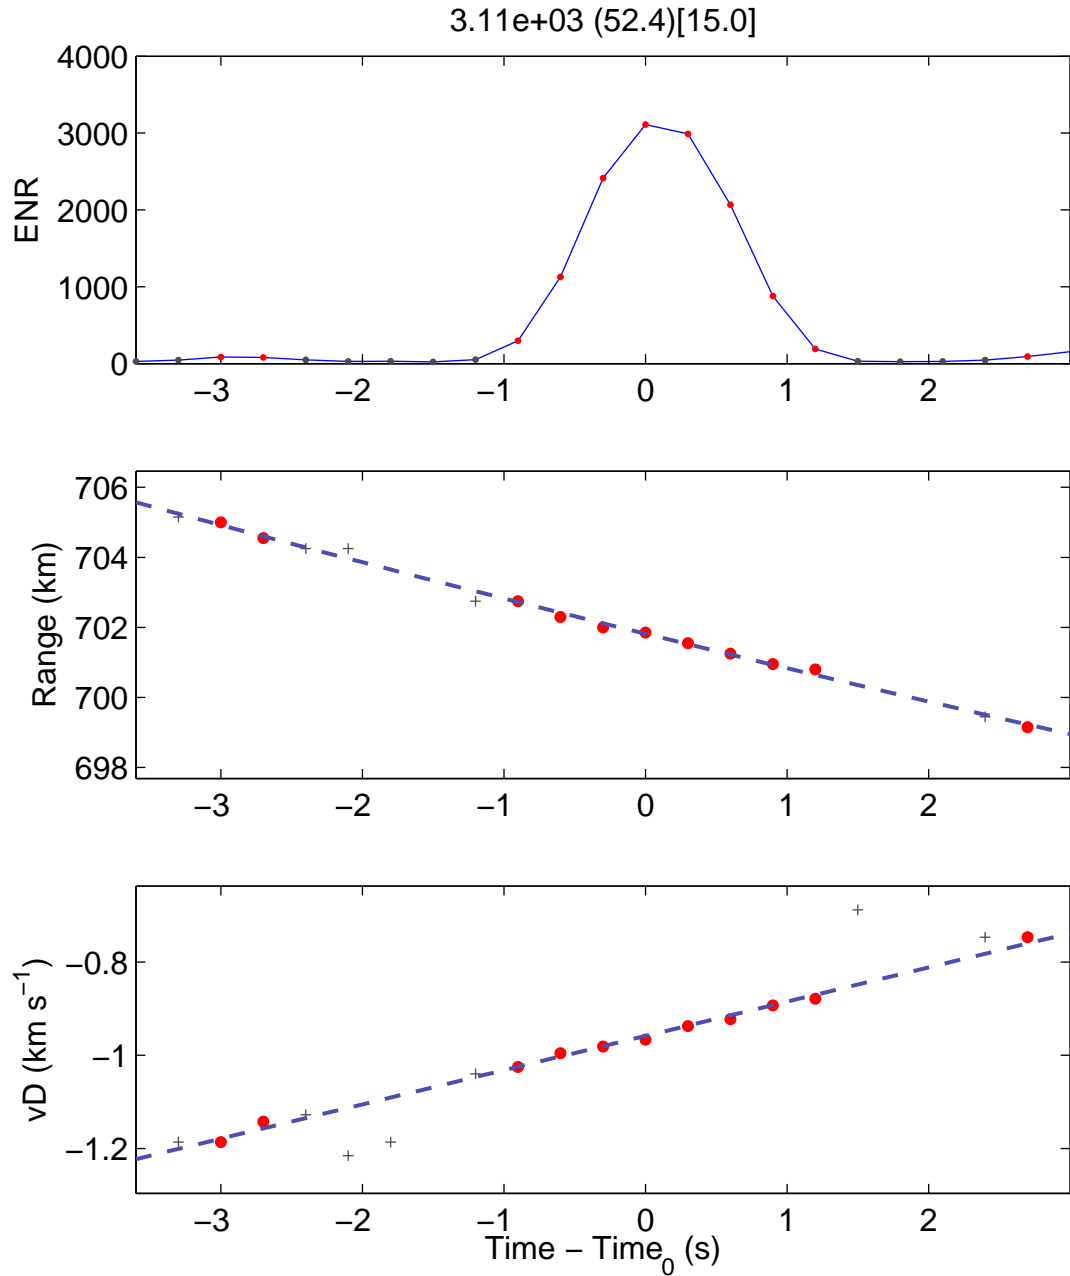 3.11e+03 (52.4)[15.0]
4000
3000
2000
1000
0
ENR
−3 −2 −1 0 1 2
706
704
702
700
698
Range (km)
−3 −2 −1 0 1 2
−0.8
−1
−1.2
vD (km s−1)
−3 −2 −1 0 1 2
Time − Time0 (s)